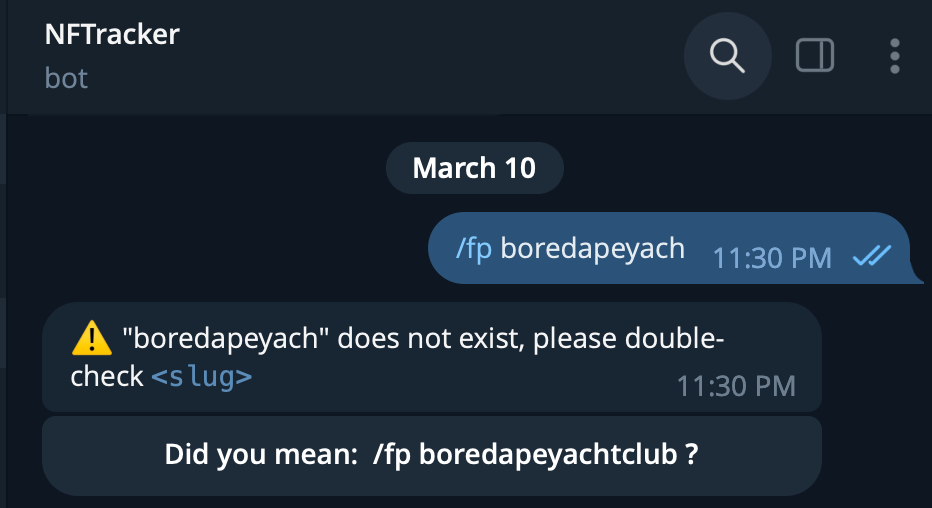 NFTracker
bot
March 10
/fp boredapeyach 11:30 PM
⚠️ "boredapeyach" does not exist, please double-
check <slug> 11:30 PM
Did you mean: /fp boredapeyachtclub ?